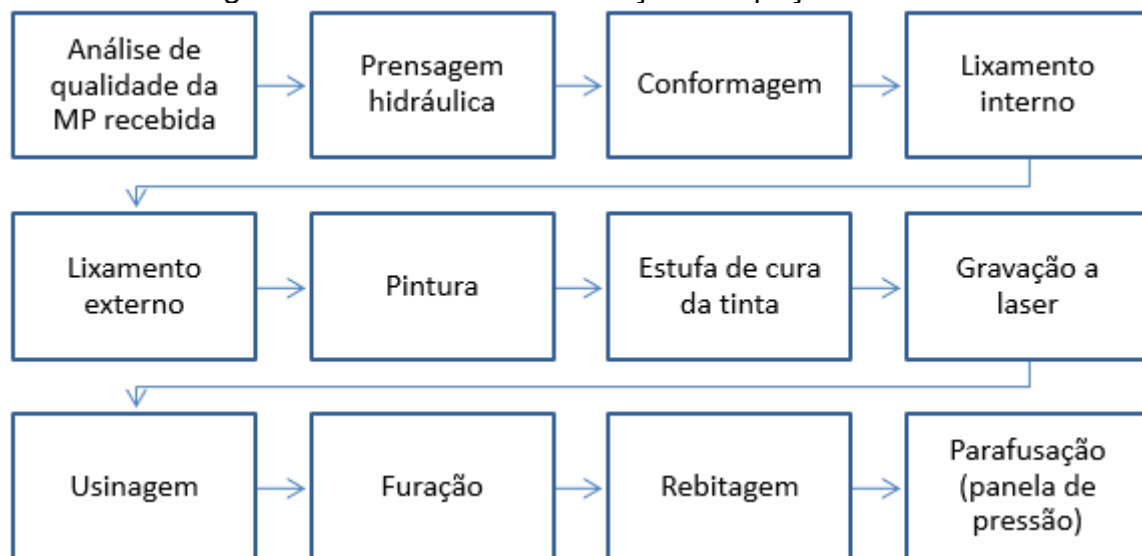 Análise de
qualidade da
MP recebida
Prensagem
hidráulica
Conformagem
Lixamento
interno
Lixamento
externo
Pintura
Estufa de cura
da tinta
Gravação a
laser
Usinagem
Furação
Rebitagem
Parafusação
(panela de
pressão)